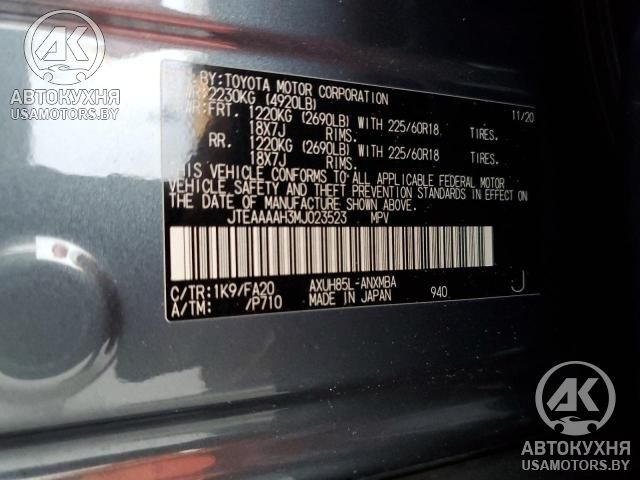 АК
АВТОКУХНЯ
USAMOTORS.BY
BY:TOYOTA MOTOR CORPORATION
2230KG (4920LB)
11/20
FRT. 1220KG (2690LB) WITH 225/60R18 TIRES.
18X7J RIMS.
RR. 1220KG (2690LB) WITH 225/60R18 TIRES.
18X7J RIMS.
THIS VEHICLE CONFORMS TO ALL APPLICABLE FEDERAL MOTOR
VEHICLE SAFETY AND THEFT PREVENTION STANDARDS IN EFFECT ON
THE DATE OF MANUFACTURE SHOWN ABOVE.
JTEAAAAH3MJ023523 MPV
C/TR:1K9/FA20 AXUH85L-ANXMBA J
A/TM: /P710 MADE IN JAPAN 940
АК
АВТОКУХНЯ
USAMOTORS.BY